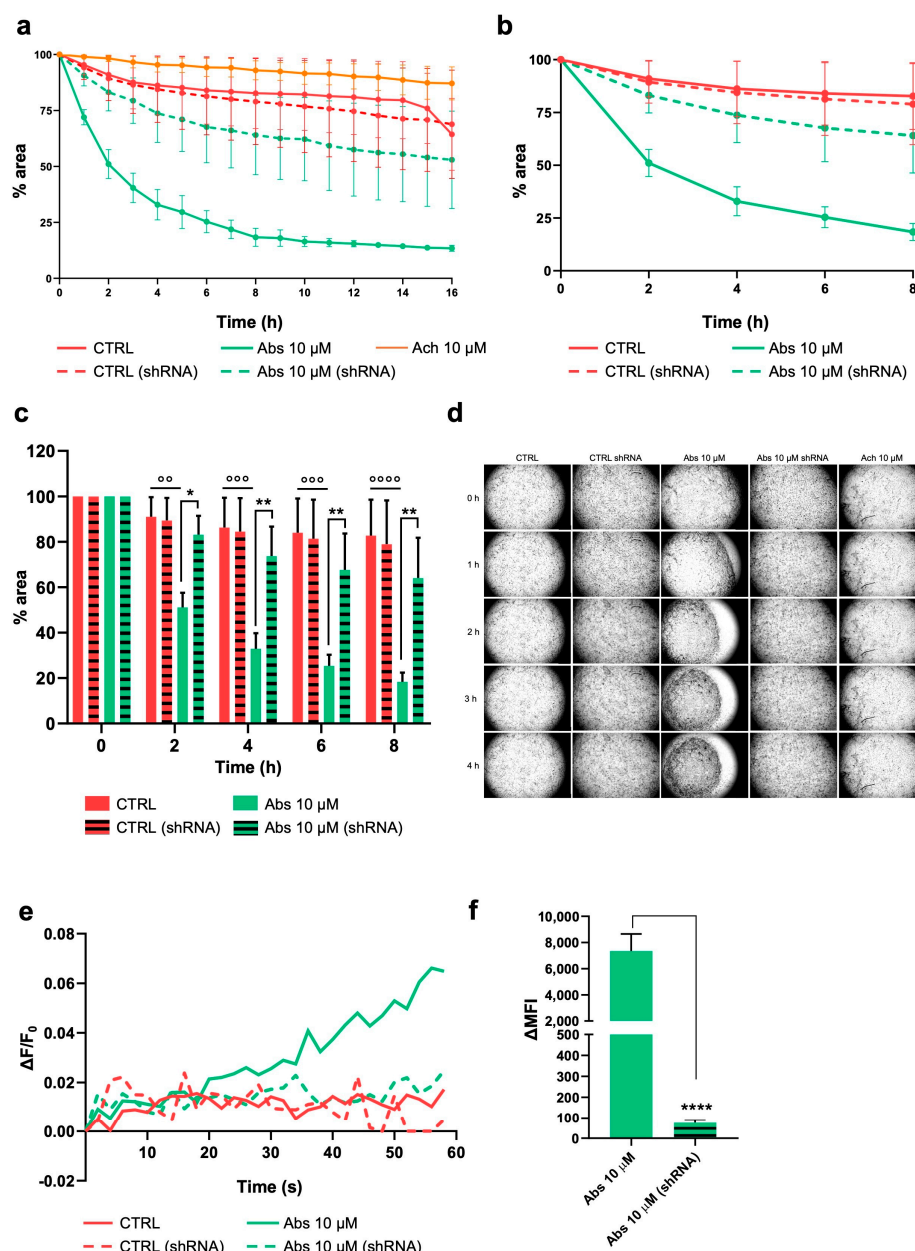 a
100
75
50
25
0
% area
0 2 4 6 8 10 12 14 16
Time (h)
CTRL Abs 10 µM Ach 10 µM
CTRL (shRNA) Abs 10 µM (shRNA)
b
100
75
50
25
0
% area
0 2 4 6 8
Time (h)
CTRL Abs 10 µM
CTRL (shRNA) Abs 10 µM (shRNA)
c
120
100
80
60
40
20
0
% area
°° °°° °°° °°°°
* ** ** **
0 2 4 6 8
Time (h)
CTRL Abs 10 µM
CTRL (shRNA) Abs 10 µM (shRNA)
d
CTRL CTRL shRNA Abs 10 µM Abs 10 µM shRNA Ach 10 µM
0 h
1 h
2 h
3 h
4 h
e
0.08
0.06
0.04
0.02
0.00
-0.02
ΔF/F0
10 20 30 40 50 60
Time (s)
CTRL Abs 10 µM
CTRL (shRNA) Abs 10 µM (shRNA)
f
10,000
8,000
6,000
4,000
2,000
500
400
300
200
100
0
ΔMFI
****
Abs 10 µM
Abs 10 µM (shRNA)